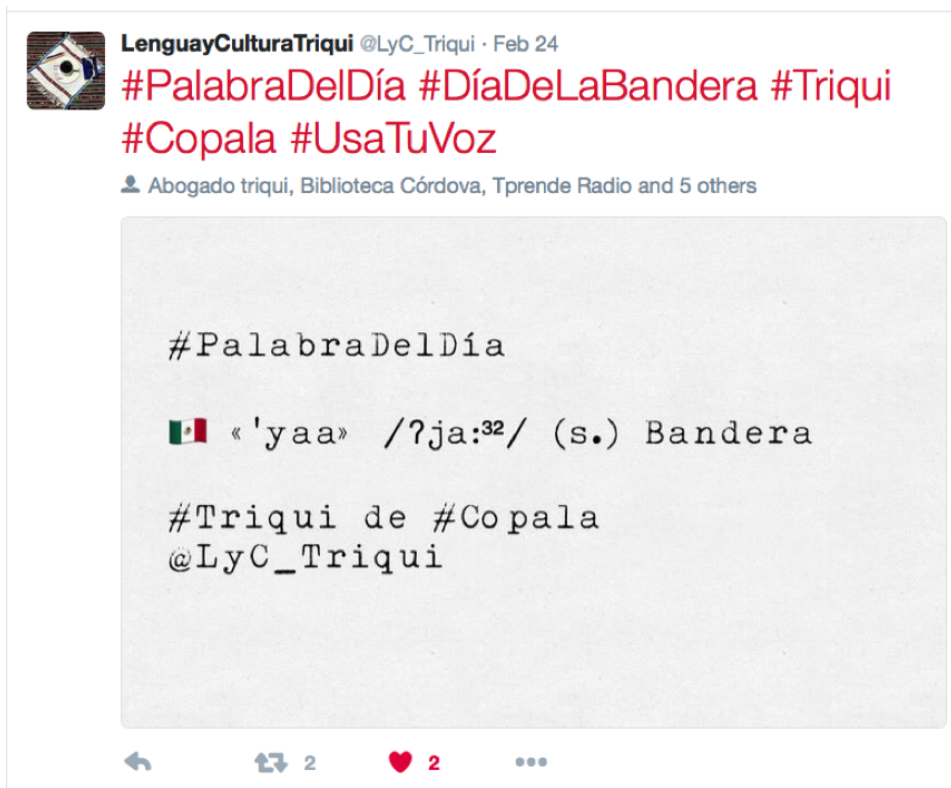 LenguayCulturaTriqui @LyC_Triqui · Feb 24
#PalabraDelDía #DíaDeLaBandera #Triqui
#Copala #UsaTuVoz
Abogado triqui, Biblioteca Córdova, Tprende Radio and 5 others
#PalabraDelDía
🇲🇽 «'yaa» /?ja:³²/ (s.) Bandera
#Triqui de #Copala
@LyC_Triqui
2 2